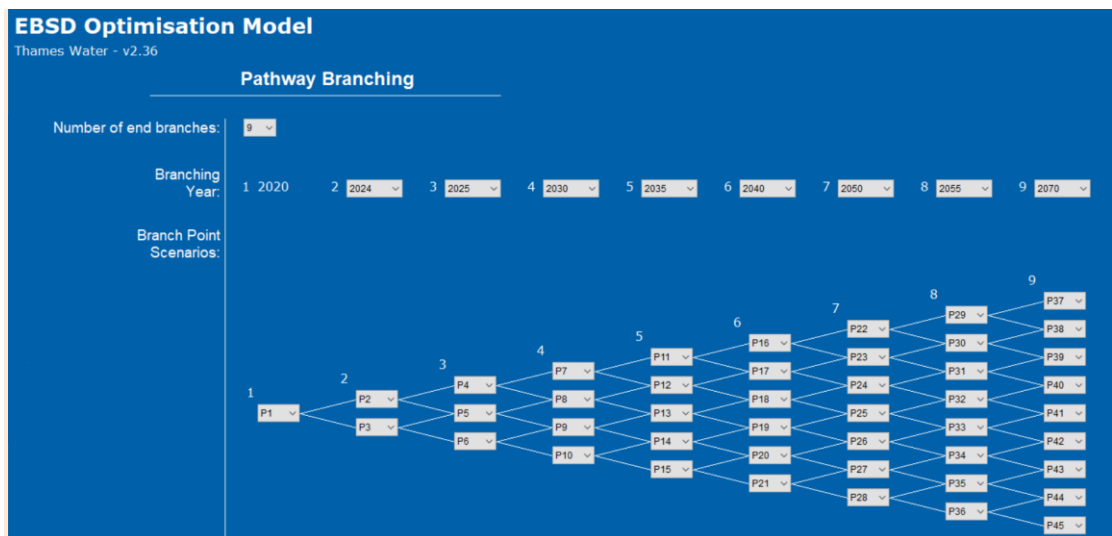 EBSD Optimisation Model
Thames Water - v2.36
Pathway Branching
Number of end branches: 9
Branching
Year: 1 2020 2 2024 3 2025 4 2030 5 2035 6 2040 7 2050 8 2055 9 2070
Branch Point
Scenarios:
1
P1
2
P2
P3
3
P4
P5
P6
4
P7
P8
P9
P10
5
P11
P12
P13
P14
P15
6
P16
P17
P18
P19
P20
P21
7
P22
P23
P24
P25
P26
P27
P28
8
P29
P30
P31
P32
P33
P34
P35
P36
9
P37
P38
P39
P40
P41
P42
P43
P44
P45